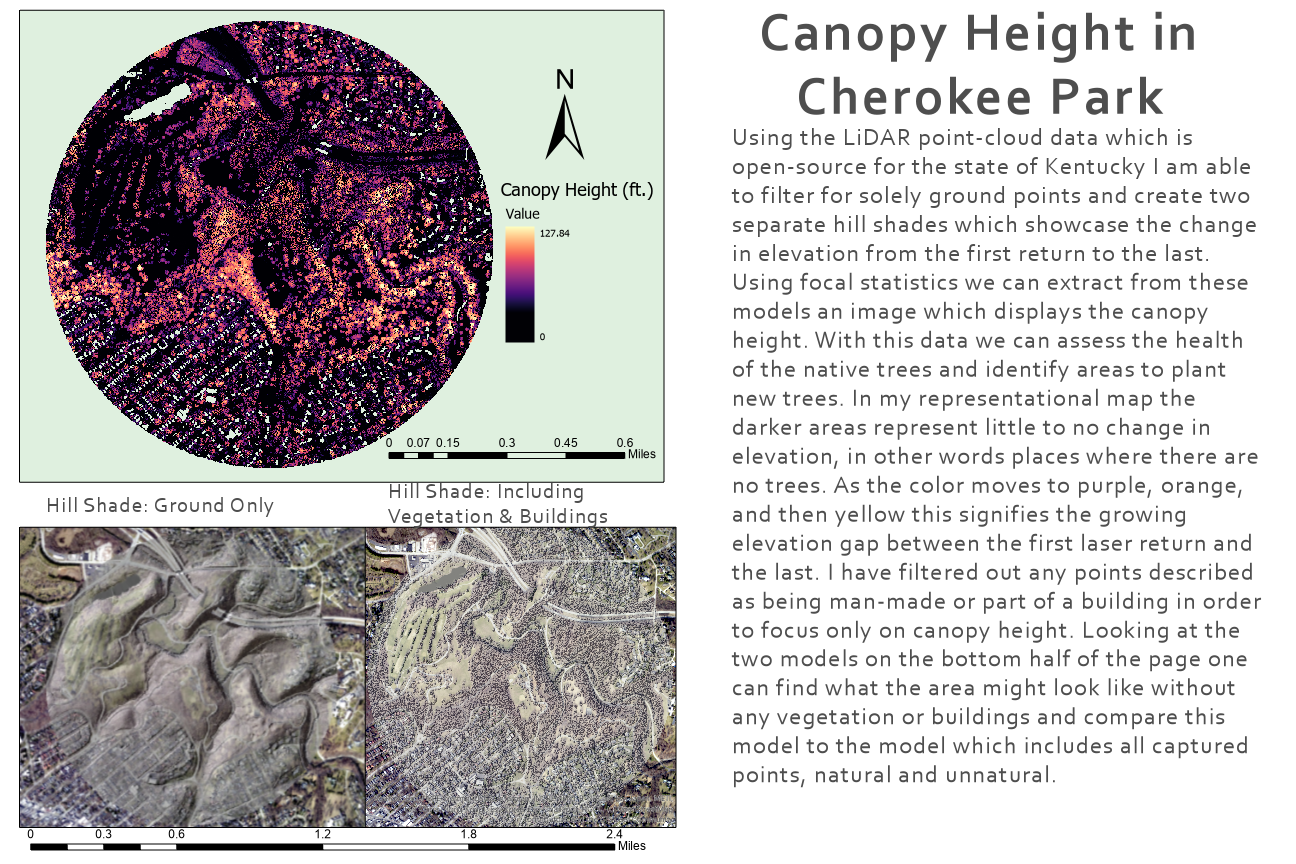 Canopy Height in
Cherokee Park
Using the LiDAR point-cloud data which is
open-source for the state of Kentucky I am able
to filter for solely ground points and create two
separate hill shades which showcase the change
in elevation from the first return to the last.
Using focal statistics we can extract from these
models an image which displays the canopy
height. With this data we can assess the health
of the native trees and identify areas to plant
new trees. In my representational map the
darker areas represent little to no change in
elevation, in other words places where there are
no trees. As the color moves to purple, orange,
and then yellow this signifies the growing
elevation gap between the first laser return and
the last. I have filtered out any points described
as being man-made or part of a building in order
to focus only on canopy height. Looking at the
two models on the bottom half of the page one
can find what the area might look like without
any vegetation or buildings and compare this
model to the model which includes all captured
points, natural and unnatural.
N
Canopy Height (ft.)
Value
127.84
0
0 0.07 0.15 0.3 0.45 0.6
Miles
Hill Shade: Ground Only
Hill Shade: Including
Vegetation & Buildings
0 0.3 0.6 1.2 1.8 2.4
Miles